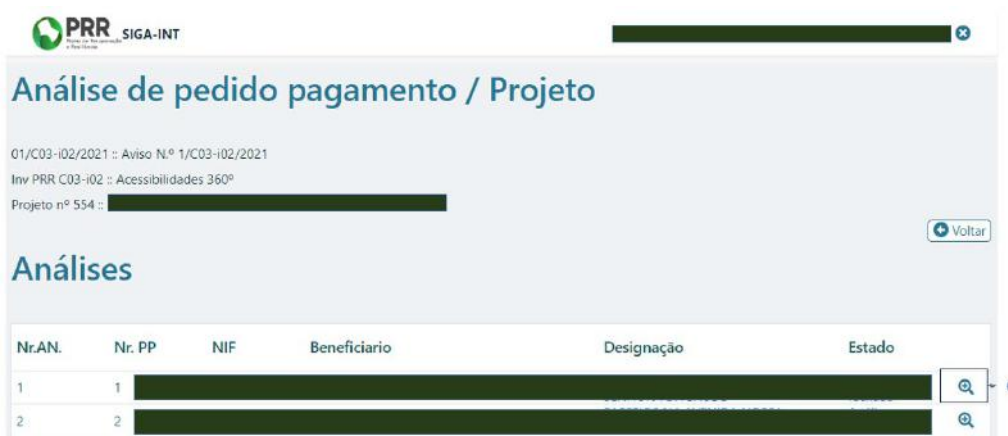 PRR SIGA-INT
Análise de pedido pagamento / Projeto
01/C03-i02/2021 :: Aviso N.º 1/C03-i02/2021
Inv PRR C03-i02 :: Acessibilidades 360º
Projeto nº 554 ::
Voltar
Análises
Nr.AN. Nr. PP NIF Beneficiario Designação Estado
1 1
2 2